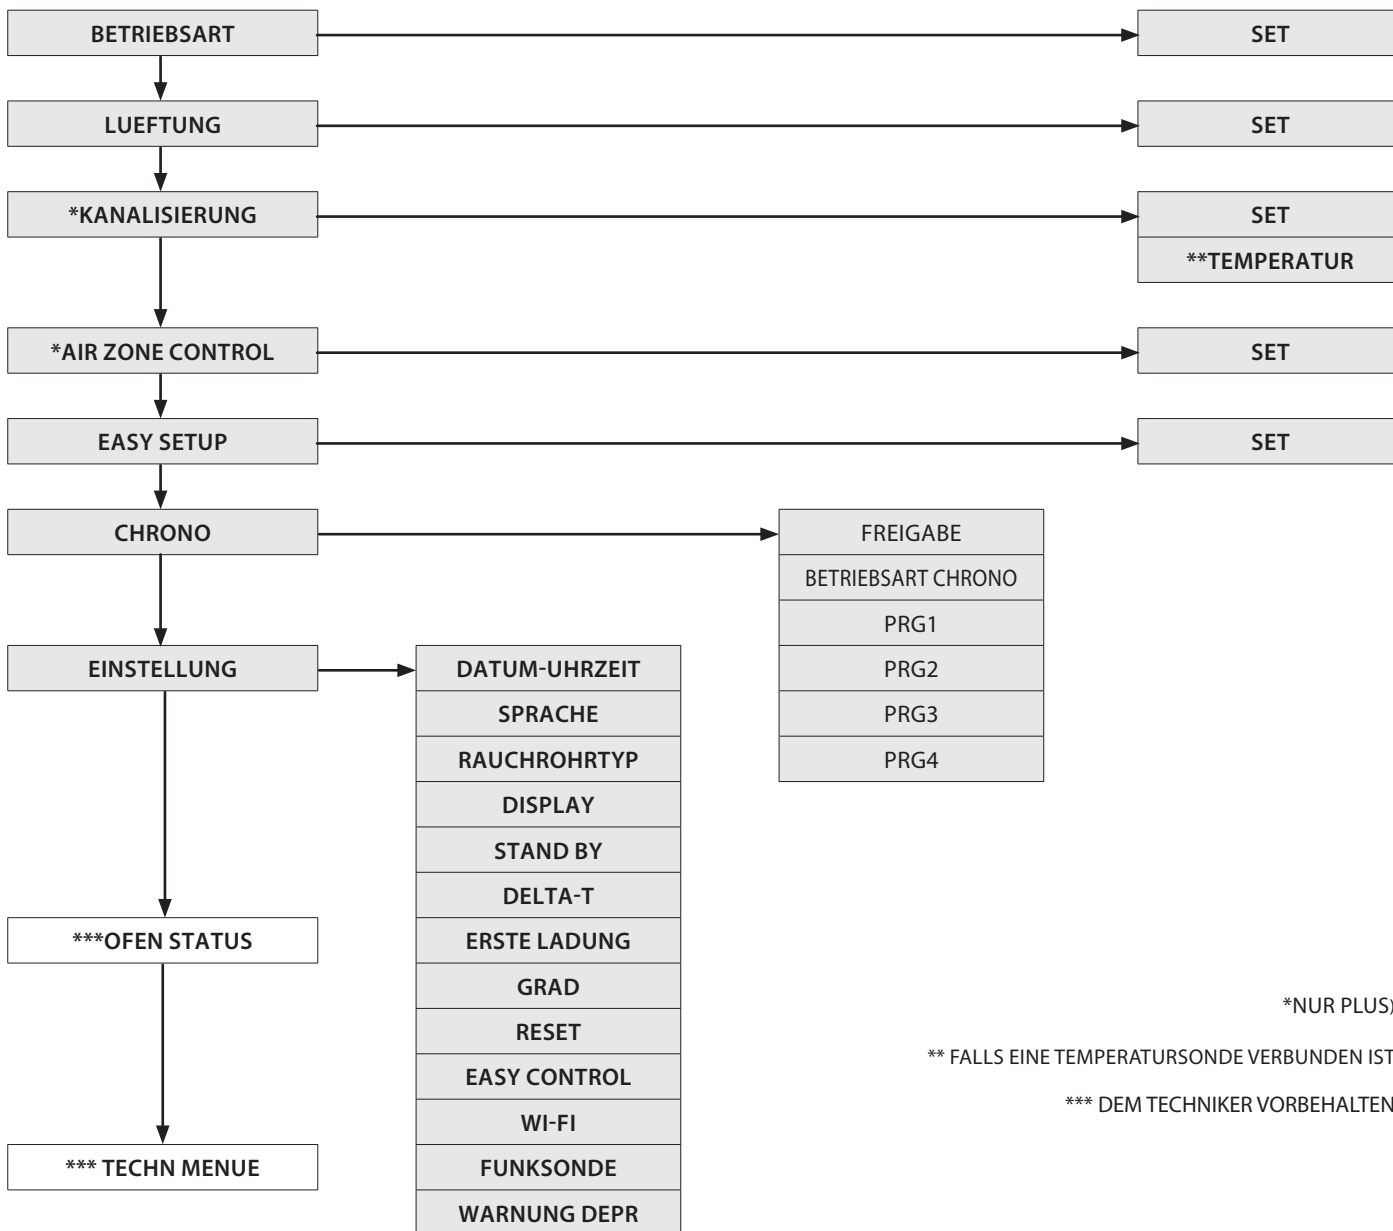 BETRIEBSART
SET
LUEFTUNG
SET
*KANALISIERUNG
SET
**TEMPERATUR
*AIR ZONE CONTROL
SET
EASY SETUP
SET
CHRONO
FREIGABE
BETRIEBSART CHRONO
PRG1
PRG2
PRG3
PRG4
EINSTELLUNG
DATUM-UHRZEIT
SPRACHE
RAUCHROHRTYP
DISPLAY
STAND BY
DELTA-T
ERSTE LADUNG
GRAD
RESET
EASY CONTROL
WI-FI
FUNKSONDE
WARNUNG DEPR
***OFEN STATUS
*** TECHN MENUE
*NUR PLUS)
** FALLS EINE TEMPERATURSONDE VERBUNDEN IST
*** DEM TECHNIKER VORBEHALTEN